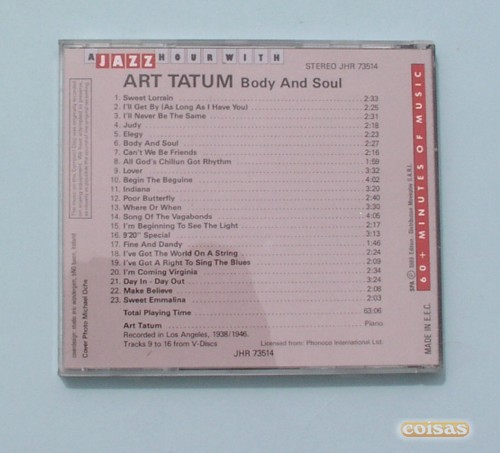 A JAZZ HOUR WITH
STEREO JHR 73514
ART TATUM Body And Soul
1. Sweet Lorrain 2:33
2. I'll Get By (As Long As I Have You) 2:25
3. I'll Never Be The Same 2:31
4. Judy 2:18
5. Elegy 2:23
6. Body And Soul 2:27
7. Can't We Be Friends 2:18
8. All God's Chillun Got Rhythm 1:59
9. Lover 3:32
10. Begin The Beguine 4:02
11. Indiana 3:20
12. Poor Butterfly 2:40
13. Where Or When 3:30
14. Song Of The Vagabonds 4:05
15. I'm Beginning To See The Light 2:17
16. 9'20" Special 3:13
17. Fine And Dandy 1:46
18. I've Got The World On A String 2:24
19. I've Got A Right To Sing The Blues 3:09
20. I'm Coming Virginia 2:34
21. Day In - Day Out 3:24
22. Make Believe 2:08
23. Sweet Emmalina 2:09
Total Playing Time 63:06
Art Tatum Piano
Recorded in Los Angeles, 1938/1946.
Tracks 9 to 16 from V-Discs
Licensed from: Phonoco International Ltd.
JHR 73514
60+ MINUTES OF MUSIC
MADE IN E.E.C.
Cover Photo Michael Ochs
coisas